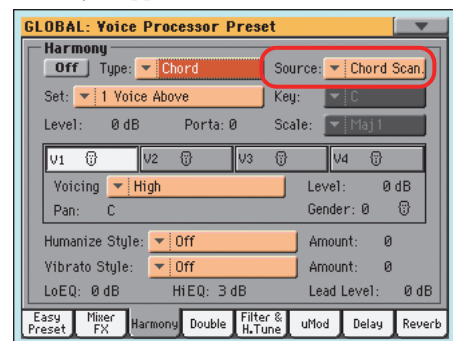 GLOBAL: Voice Processor Preset
Harmony
Off Type: Chord Source: Chord Scan.
Set: 1 Voice Above Key: C
Level: 0 dB Porta: 0 Scale: Maj1
V1 V2 V3 V4
Voicing High Level: 0 dB
Pan: C Gender: 0
Humanize Style: Off Amount: 0
Vibrato Style: Off Amount: 0
LoEQ: 0 dB HiEQ: 3 dB Lead Level: 0 dB
Easy Preset Mixer FX Harmony Double Filter & H.Tune uMod Delay Reverb